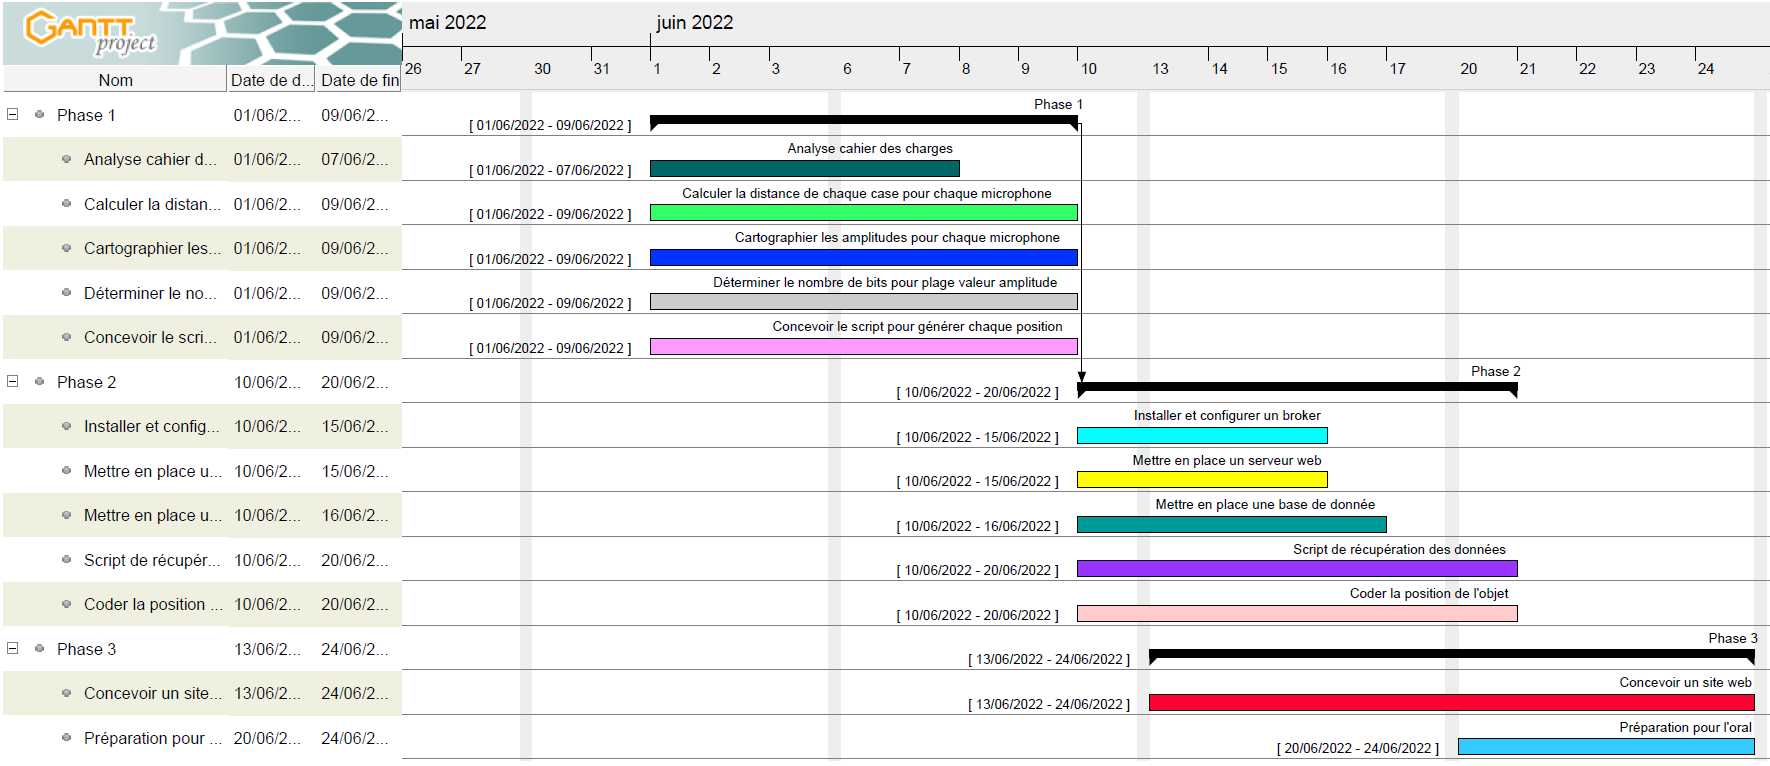 GANTT
project
mai 2022
juin 2022
26 27 30 31 1 2 3 6 7 8 9 10 13 14 15 16 17 20 21 22 23 24
Nom Date de d... Date de fin
Phase 1 01/06/2... 09/06/2...
Phase 1
[ 01/06/2022 - 09/06/2022 ]
Analyse cahier d... 01/06/2... 07/06/2...
Analyse cahier des charges
[ 01/06/2022 - 07/06/2022 ]
Calculer la distan... 01/06/2... 09/06/2...
Calculer la distance de chaque case pour chaque microphone
[ 01/06/2022 - 09/06/2022 ]
Cartographier les... 01/06/2... 09/06/2...
Cartographier les amplitudes pour chaque microphone
[ 01/06/2022 - 09/06/2022 ]
Déterminer le no... 01/06/2... 09/06/2...
Déterminer le nombre de bits pour plage valeur amplitude
[ 01/06/2022 - 09/06/2022 ]
Concevoir le scri... 01/06/2... 09/06/2...
Concevoir le script pour générer chaque position
[ 01/06/2022 - 09/06/2022 ]
Phase 2 10/06/2... 20/06/2...
Phase 2
[ 10/06/2022 - 20/06/2022 ]
Installer et config... 10/06/2... 15/06/2...
Installer et configurer un broker
[ 10/06/2022 - 15/06/2022 ]
Mettre en place u... 10/06/2... 15/06/2...
Mettre en place un serveur web
[ 10/06/2022 - 15/06/2022 ]
Mettre en place u... 10/06/2... 16/06/2...
Mettre en place une base de donnée
[ 10/06/2022 - 16/06/2022 ]
Script de récupér... 10/06/2... 20/06/2...
Script de récupération des données
[ 10/06/2022 - 20/06/2022 ]
Coder la position ... 10/06/2... 20/06/2...
Coder la position de l'objet
[ 10/06/2022 - 20/06/2022 ]
Phase 3 13/06/2... 24/06/2...
Phase 3
[ 13/06/2022 - 24/06/2022 ]
Concevoir un site... 13/06/2... 24/06/2...
Concevoir un site web
[ 13/06/2022 - 24/06/2022 ]
Préparation pour ... 20/06/2... 24/06/2...
Préparation pour l'oral
[ 20/06/2022 - 24/06/2022 ]